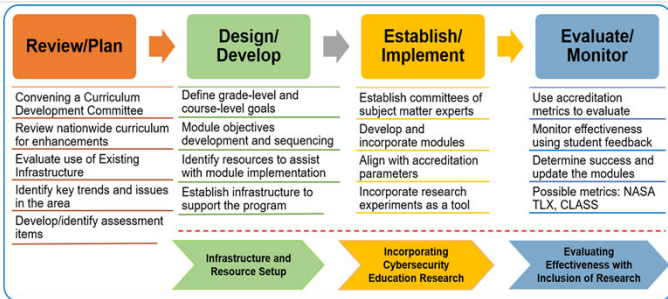 Review/Plan
Convening a Curriculum
Development Committee
Review nationwide curriculum
for enhancements
Evaluate use of Existing
Infrastructure
Identify key trends and issues
in the area
Develop/identify assessment
items
Design/
Develop
Define grade-level and
course-level goals
Module objectives
development and sequencing
Identify resources to assist
with module implementation
Establish infrastructure to
support the program
Establish/
Implement
Establish committees of
subject matter experts
Develop and
incorporate modules
Align with accreditation
parameters
Incorporate research
experiments as a tool
Evaluate/
Monitor
Use accreditation
metrics to evaluate
Monitor effectiveness
using student feedback
Determine success and
update the modules
Possible metrics: NASA
TLX, CLASS
Infrastructure and
Resource Setup
Incorporating
Cybersecurity
Education Research
Evaluating
Effectiveness with
Inclusion of Research